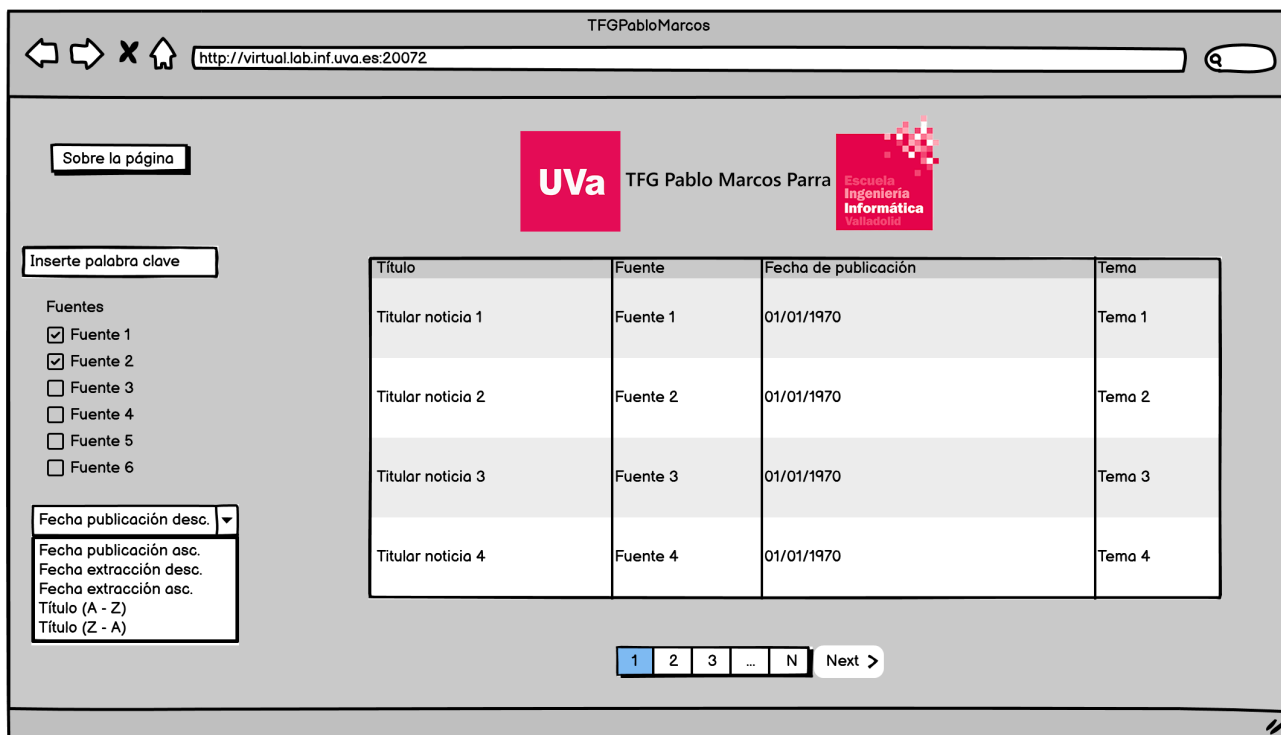 TFGPabloMarcos
http://virtual.lab.inf.uva.es:20072
Sobre la página
UVa
TFG Pablo Marcos Parra
Escuela
Ingeniería
Informática
Valladolid
Inserte palabra clave
Fuentes
Fuente 1
Fuente 2
Fuente 3
Fuente 4
Fuente 5
Fuente 6
Fecha publicación desc.
Fecha publicación asc.
Fecha extracción desc.
Fecha extracción asc.
Título (A - Z)
Título (Z - A)
Título Fuente Fecha de publicación Tema
Titular noticia 1 Fuente 1 01/01/1970 Tema 1
Titular noticia 2 Fuente 2 01/01/1970 Tema 2
Titular noticia 3 Fuente 3 01/01/1970 Tema 3
Titular noticia 4 Fuente 4 01/01/1970 Tema 4
1 2 3 ... N Next